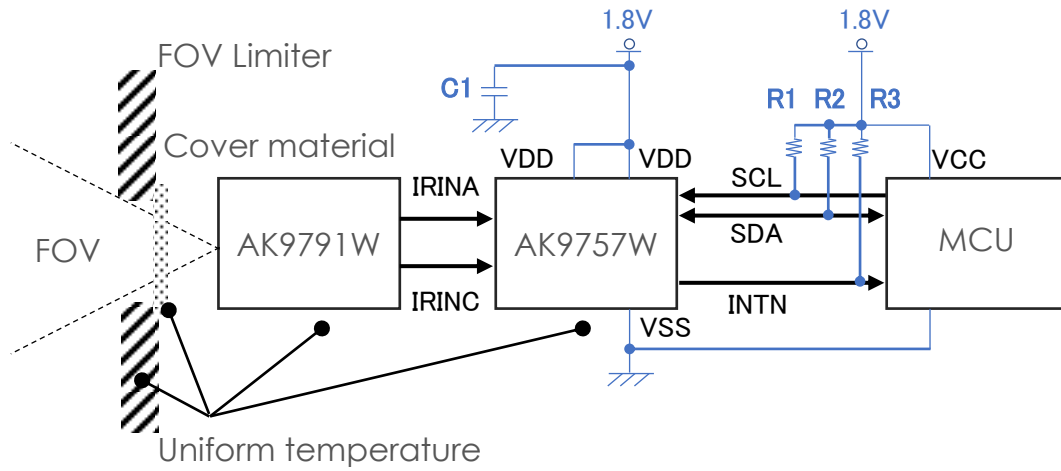 1.8V
1.8V
FOV Limiter
C1
R1
R2
R3
Cover material
VDD
VDD
VCC
IRINA
SCL
FOV
AK9791W
AK9757W
SDA
MCU
IRINC
INTN
VSS
Uniform temperature